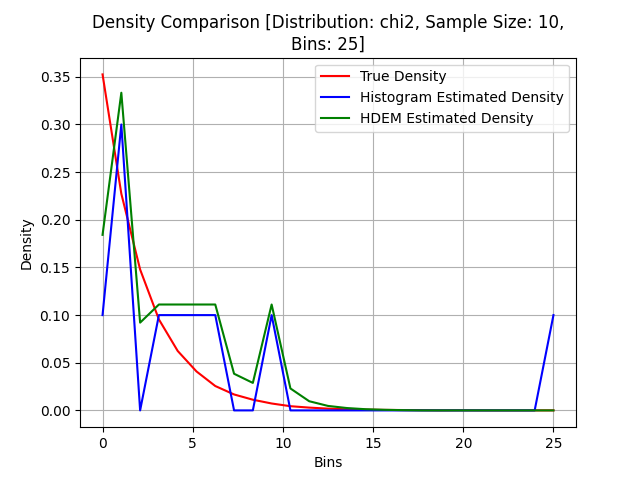 Density Comparison [Distribution: chi2, Sample Size: 10,
Bins: 25]
True Density
Histogram Estimated Density
HDEM Estimated Density
Density
0.35
0.30
0.25
0.20
0.15
0.10
0.05
0.00
0 5 10 15 20 25
Bins